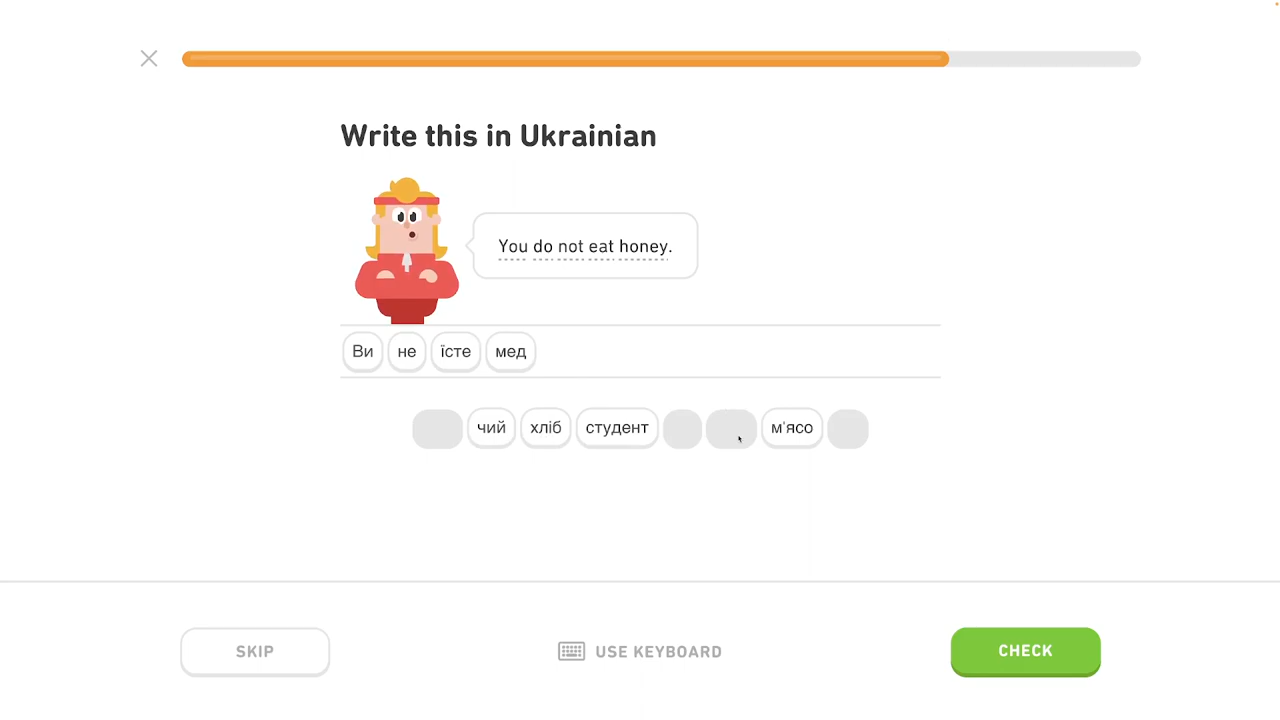 Write this in Ukrainian
You do not eat honey.
Ви не їсте мед
чий хліб студент м'ясо
SKIP USE KEYBOARD CHECK